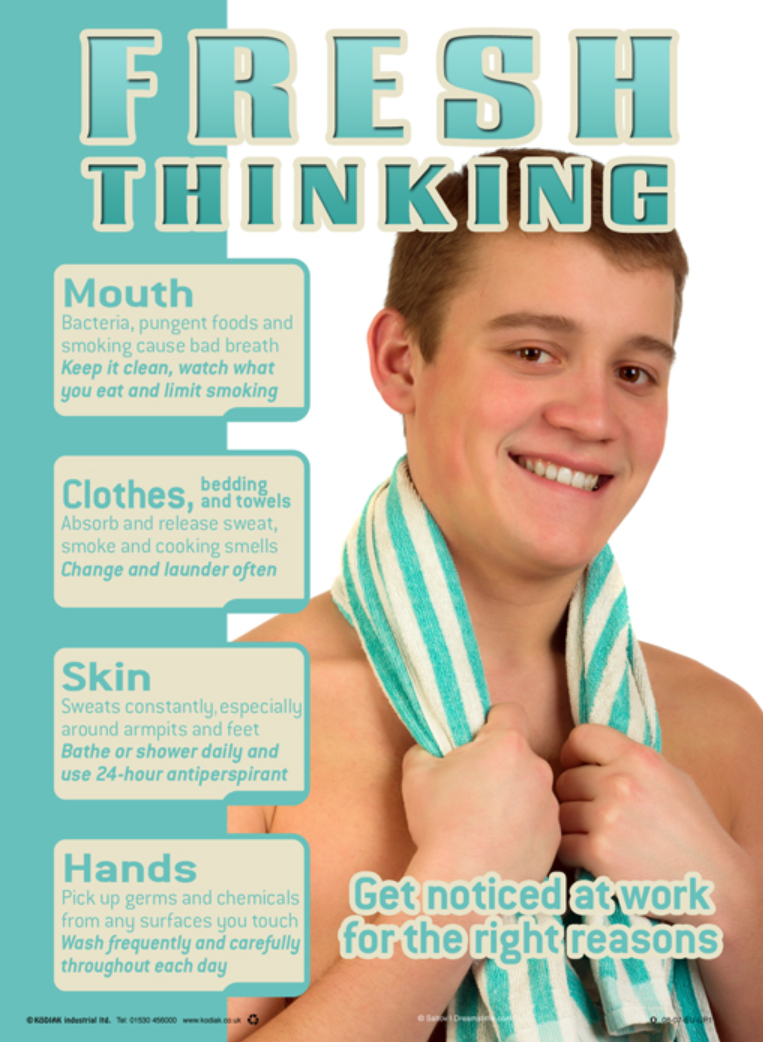 FRESH
THINKING
Mouth
Bacteria, pungent foods and
smoking cause bad breath
Keep it clean, watch what
you eat and limit smoking
Clothes, bedding
and towels
Absorb and release sweat,
smoke and cooking smells
Change and launder often
Skin
Sweats constantly, especially
around armpits and feet
Bathe or shower daily and
use 24-hour antiperspirant
Hands
Pick up germs and chemicals
from any surfaces you touch
Wash frequently and carefully
throughout each day
Get noticed at work
for the right reasons
© KODIAK industrial ltd. Tel: 01530 456000 www.kodiak.co.uk